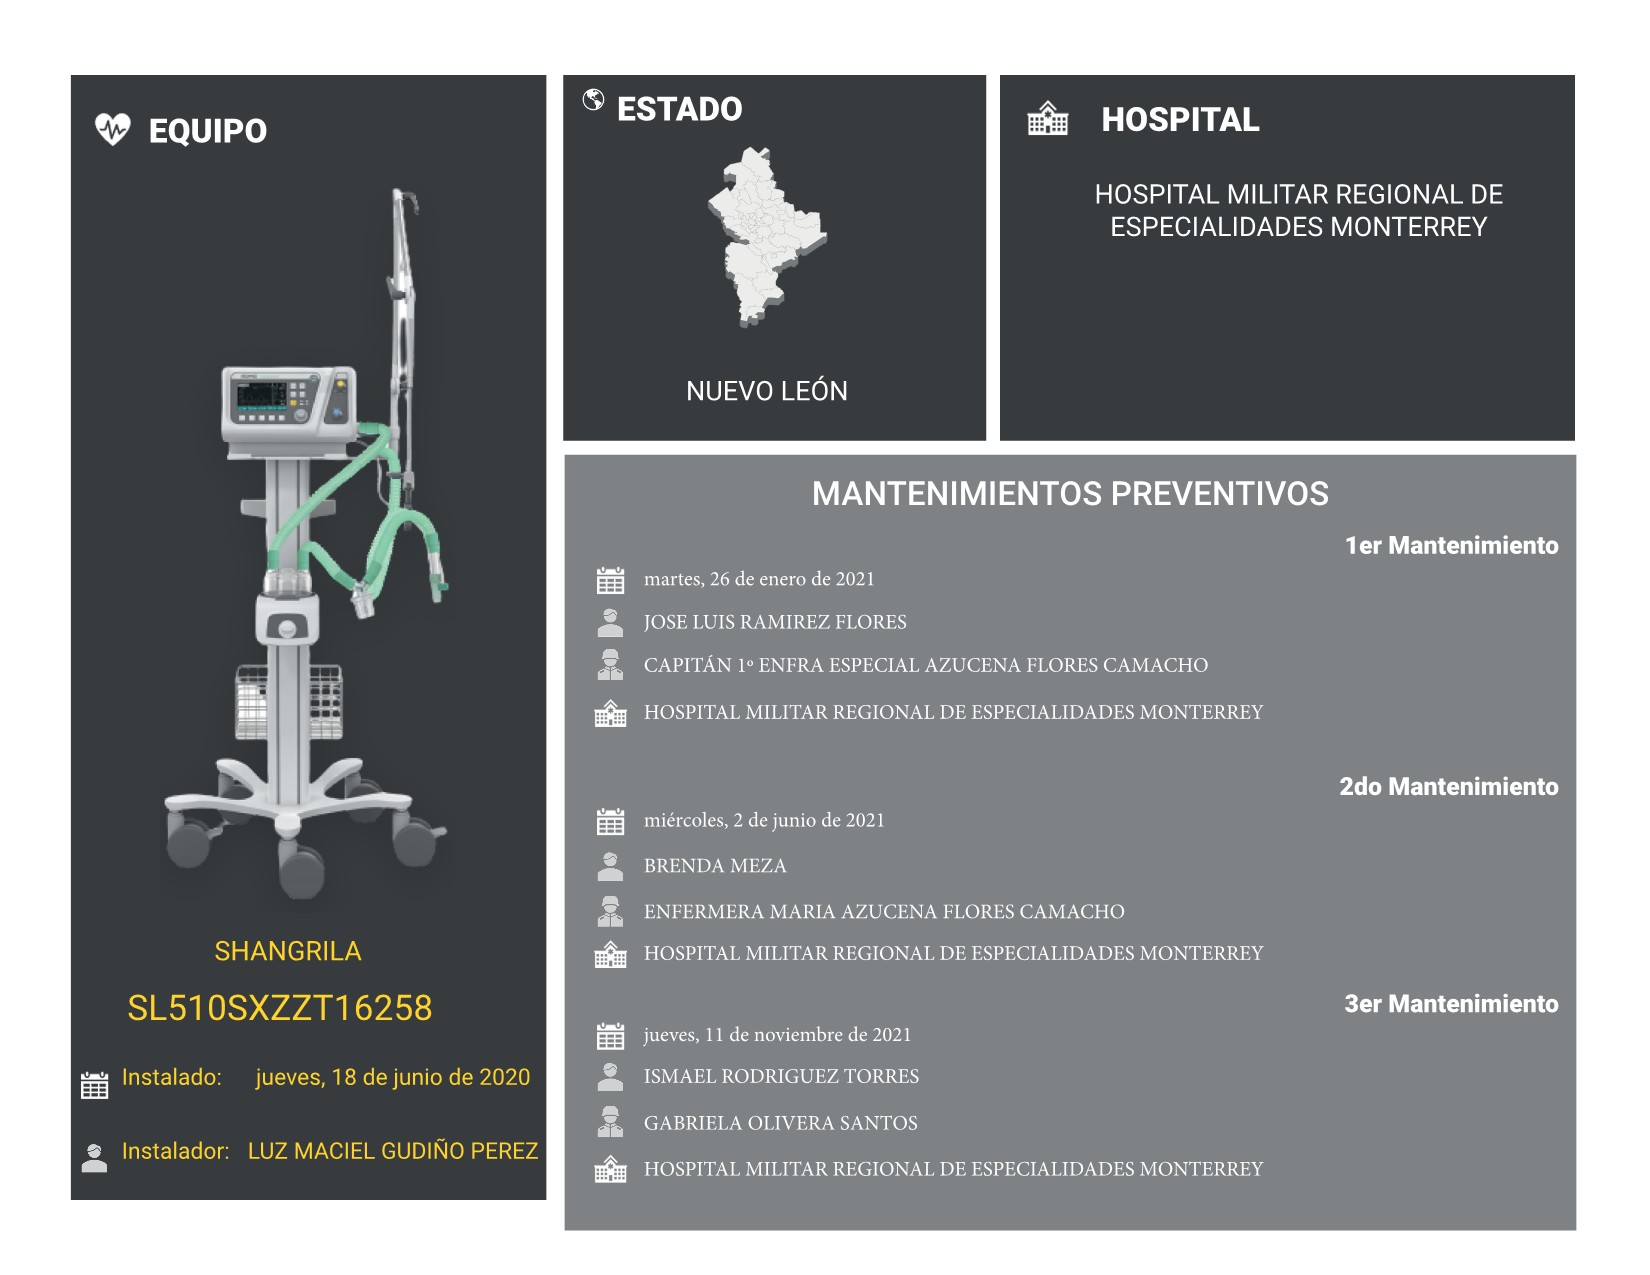 EQUIPO
SHANGRILA
SL510SXZZT16258
Instalado: jueves, 18 de junio de 2020
Instalador: LUZ MACIEL GUDIÑO PEREZ
ESTADO
NUEVO LEÓN
HOSPITAL
HOSPITAL MILITAR REGIONAL DE
ESPECIALIDADES MONTERREY
MANTENIMIENTOS PREVENTIVOS
1er Mantenimiento
martes, 26 de enero de 2021
JOSE LUIS RAMIREZ FLORES
CAPITÁN 1º ENFRA ESPECIAL AZUCENA FLORES CAMACHO
HOSPITAL MILITAR REGIONAL DE ESPECIALIDADES MONTERREY
2do Mantenimiento
miércoles, 2 de junio de 2021
BRENDA MEZA
ENFERMERA MARIA AZUCENA FLORES CAMACHO
HOSPITAL MILITAR REGIONAL DE ESPECIALIDADES MONTERREY
3er Mantenimiento
jueves, 11 de noviembre de 2021
ISMAEL RODRIGUEZ TORRES
GABRIELA OLIVERA SANTOS
HOSPITAL MILITAR REGIONAL DE ESPECIALIDADES MONTERREY